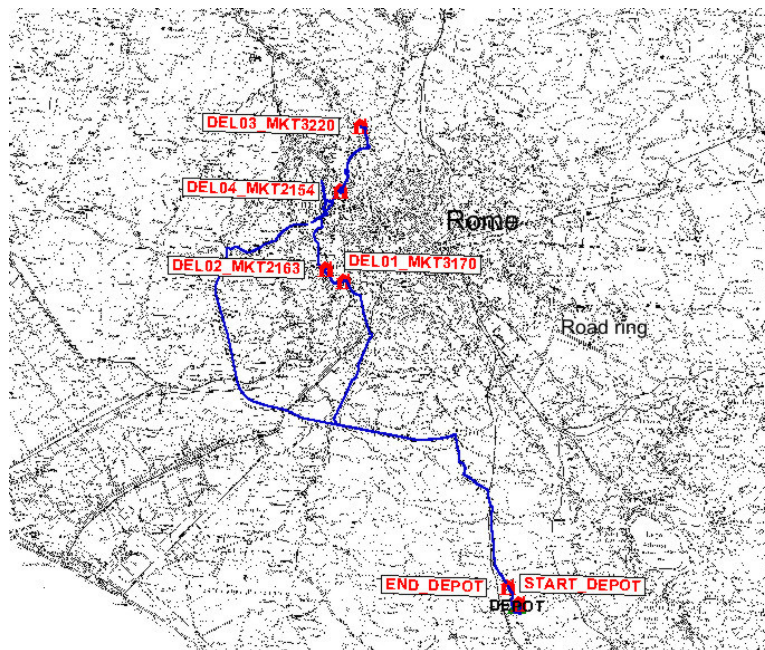 DEL03_MKT3220
DEL04_MKT2154
Rome
DEL02_MKT2163
DEL01_MKT3170
Road ring
END_DEPOT
START_DEPOT
DEPOT